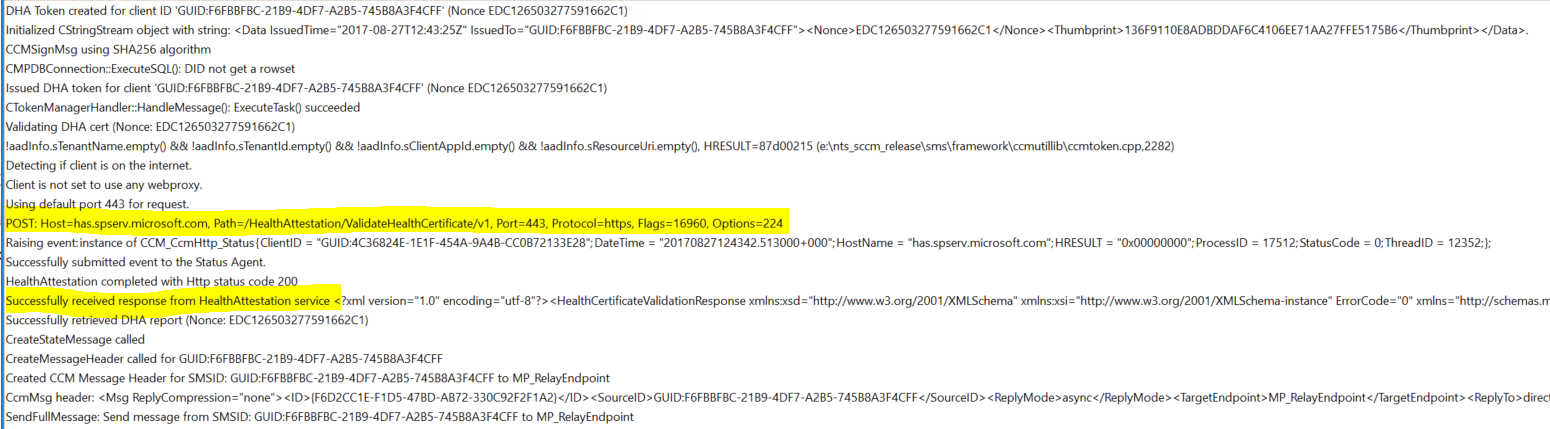 DHA Token created for client ID 'GUID:F6FBBFBC-21B9-4DF7-A2B5-745B8A3F4CFF' (Nonce EDC126503277591662C1)
Initialized CStringStream object with string: <Data IssuedTime="2017-08-27T12:43:25Z" IssuedTo="GUID:F6FBBFBC-21B9-4DF7-A2B5-745B8A3F4CFF"><Nonce>EDC126503277591662C1</Nonce><Thumbprint>136F9110E8ADBDDAF6C4106EE71AA27FFE5175B6</Thumbprint></Data>.
CCMSignMsg using SHA256 algorithm
CMPDBConnection::ExecuteSQL(): DID not get a rowset
Issued DHA token for client 'GUID:F6FBBFBC-21B9-4DF7-A2B5-745B8A3F4CFF' (Nonce EDC126503277591662C1)
CTokenManagerHandler::HandleMessage(): ExecuteTask() succeeded
Validating DHA cert (Nonce: EDC126503277591662C1)
!aadInfo.sTenantName.empty() && !aadInfo.sTenantId.empty() && !aadInfo.sClientAppId.empty() && !aadInfo.sResourceUri.empty(), HRESULT=87d00215 (e:\nts_sccm_release\sms\framework\ccmutillib\ccmtoken.cpp,2282)
Detecting if client is on the internet.
Client is not set to use any webproxy.
Using default port 443 for request.
POST: Host=has.spserv.microsoft.com, Path=/HealthAttestation/ValidateHealthCertificate/v1, Port=443, Protocol=https, Flags=16960, Options=224
Raising event:instance of CCM_CcmHttp_Status{ClientID = "GUID:4C36824E-1E1F-454A-9A4B-CC0B72133E28";DateTime = "20170827124342.513000+000";HostName = "has.spserv.microsoft.com";HRESULT = "0x00000000";ProcessID = 17512;StatusCode = 0;ThreadID = 12352;};
Successfully submitted event to the Status Agent.
HealthAttestation completed with Http status code 200
Successfully received response from HealthAttestation service <?xml version="1.0" encoding="utf-8"?><HealthCertificateValidationResponse xmlns:xsd="http://www.w3.org/2001/XMLSchema" xmlns:xsi="http://www.w3.org/2001/XMLSchema-instance" ErrorCode="0" xmlns="http://schemas.m
Successfully retrieved DHA report (Nonce: EDC126503277591662C1)
CreateStateMessage called
CreateMessageHeader called for GUID:F6FBBFBC-21B9-4DF7-A2B5-745B8A3F4CFF
Created CCM Message Header for SMSID: GUID:F6FBBFBC-21B9-4DF7-A2B5-745B8A3F4CFF to MP_RelayEndpoint
CcmMsg header: <Msg ReplyCompression="none"><ID>{F6D2CC1E-F1D5-47BD-AB72-330C92F2F1A2}</ID><SourceID>GUID:F6FBBFBC-21B9-4DF7-A2B5-745B8A3F4CFF</SourceID><ReplyMode>async</ReplyMode><TargetEndpoint>MP_RelayEndpoint</TargetEndpoint><ReplyTo>direct
SendFullMessage: Send message from SMSID: GUID:F6FBBFBC-21B9-4DF7-A2B5-745B8A3F4CFF to MP_RelayEndpoint